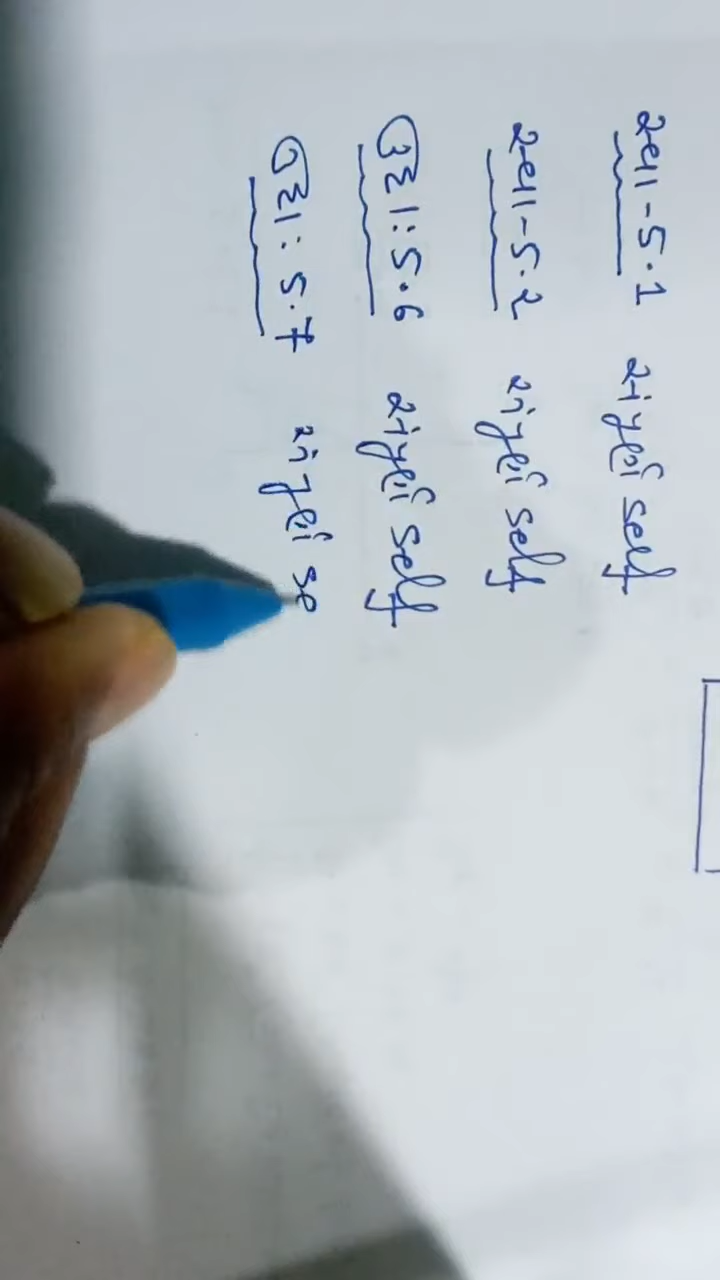 સ્વા-5.1 સંપૂર્ણ self
સ્વા-5.2 સંપૂર્ણ self
ઉદા:5.6 સંપૂર્ણ self
ઉદા: 5.7 સંપૂર્ણ se